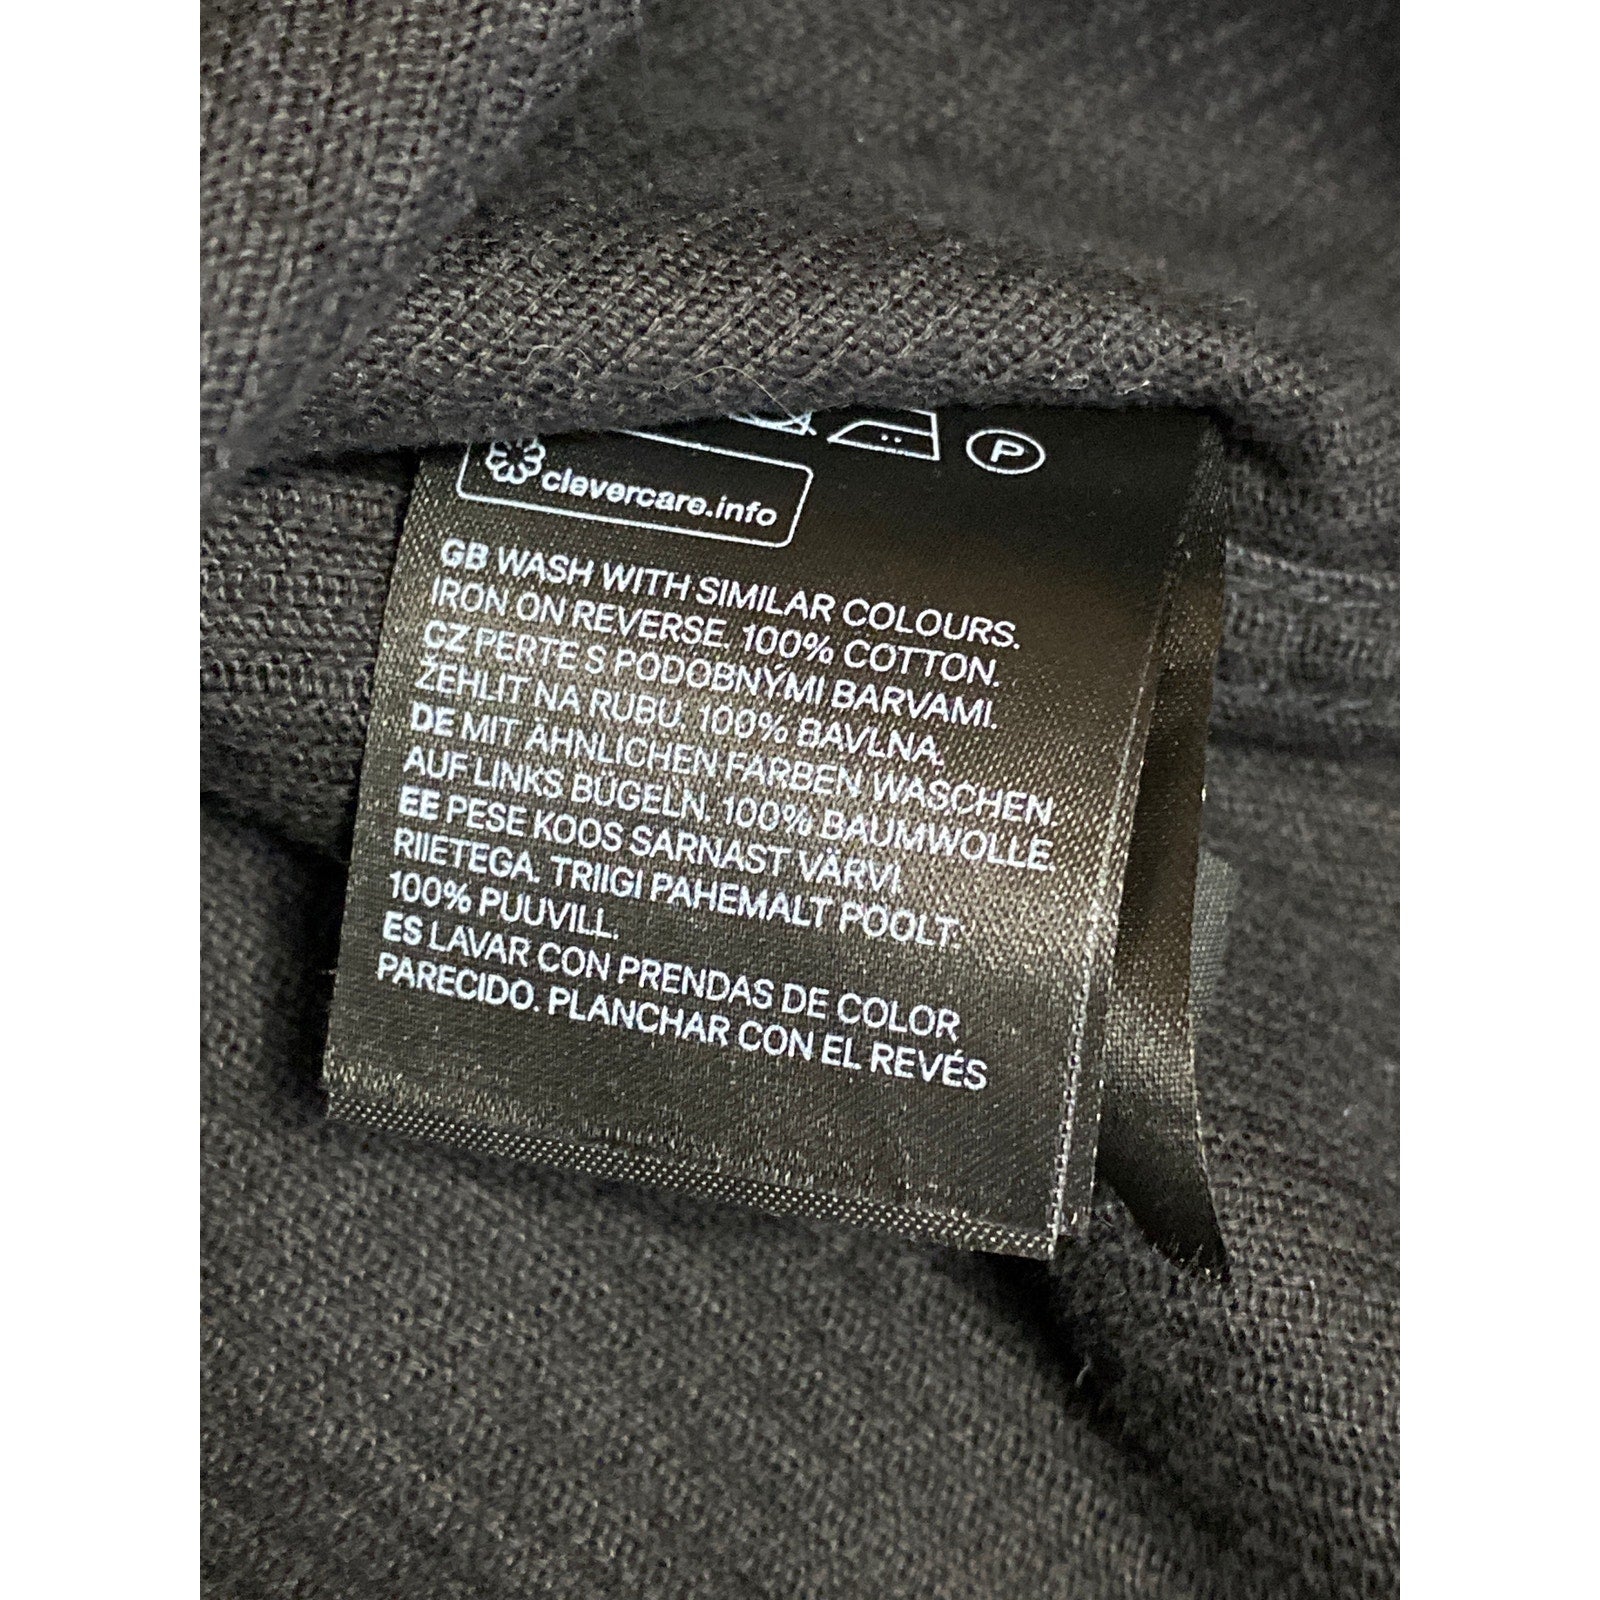 P
clevercare.info
GB WASH WITH SIMILAR COLOURS.
IRON ON REVERSE. 100% COTTON.
CZ PERTE S PODOBNÝMI BARVAMI.
ŽEHLIT NA RUBU. 100% BAVLNA.
DE MIT ÄHNLICHEN FARBEN WASCHEN.
AUF LINKS BÜGELN. 100% BAUMWOLLE.
EE PESE KOOS SARNAST VÄRVI
RIIETEGA. TRIIGI PAHEMALT POOLT.
100% PUUVILL.
ES LAVAR CON PRENDAS DE COLOR
PARECIDO. PLANCHAR CON EL REVÉS